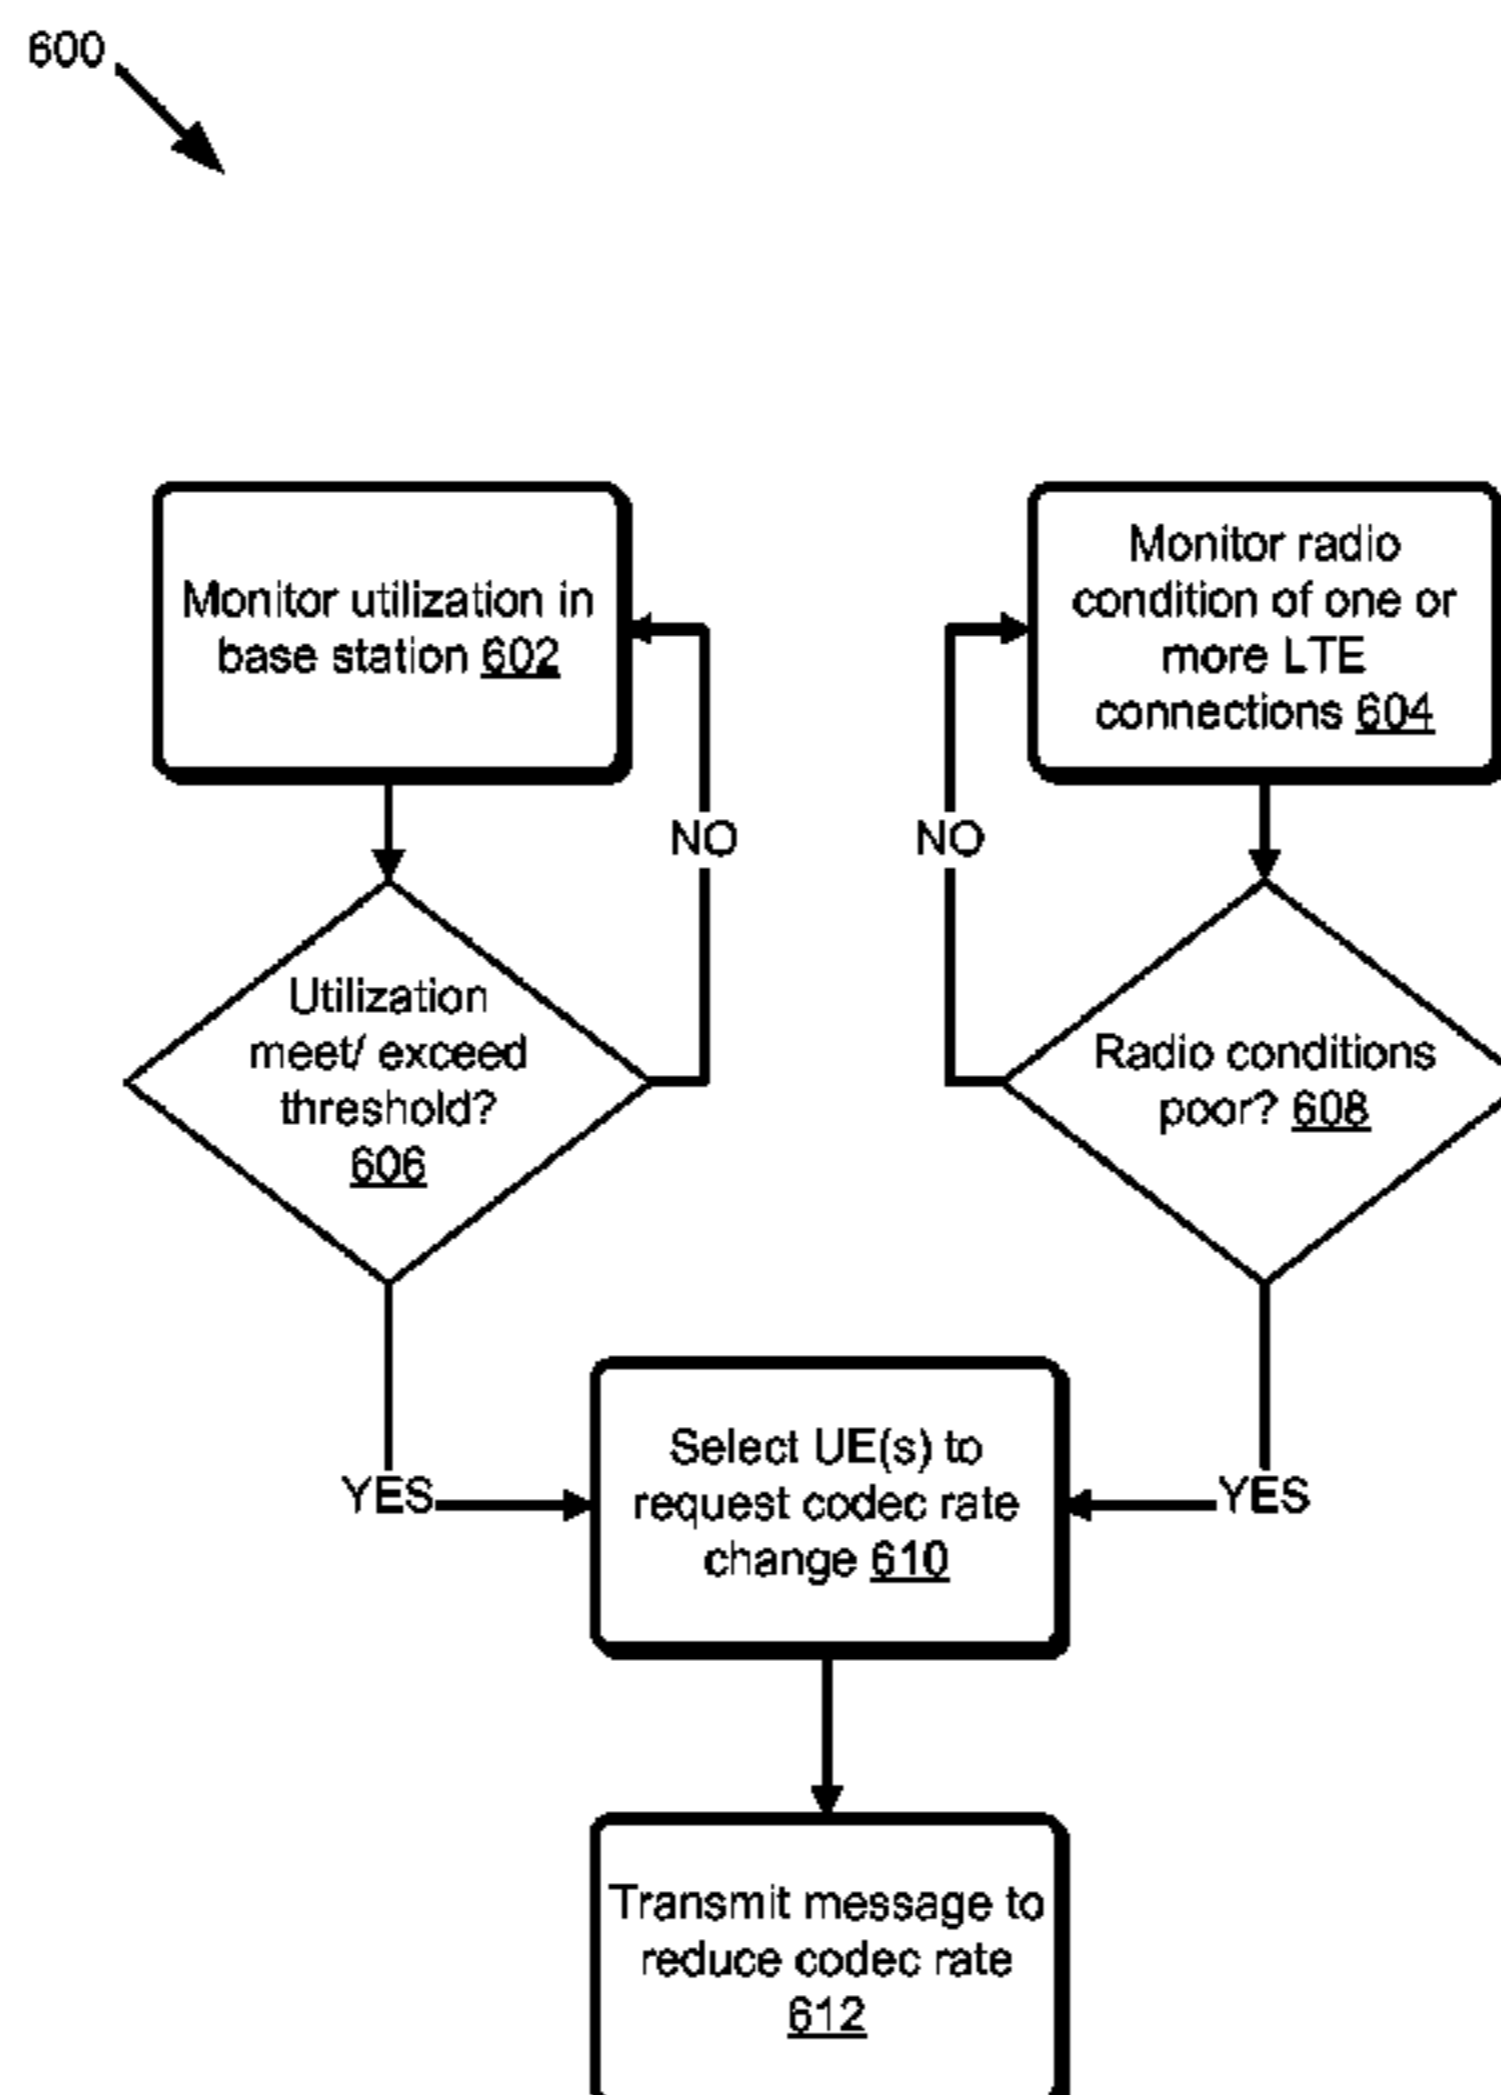 600
Monitor utilization in
base station 602
Monitor radio
condition of one or
more LTE
connections 604
NO
NO
Utilization
meet/ exceed
threshold?
606
Radio conditions
poor? 608
YES
Select UE(s) to
request codec rate
change 610
YES
Transmit message to
reduce codec rate
612